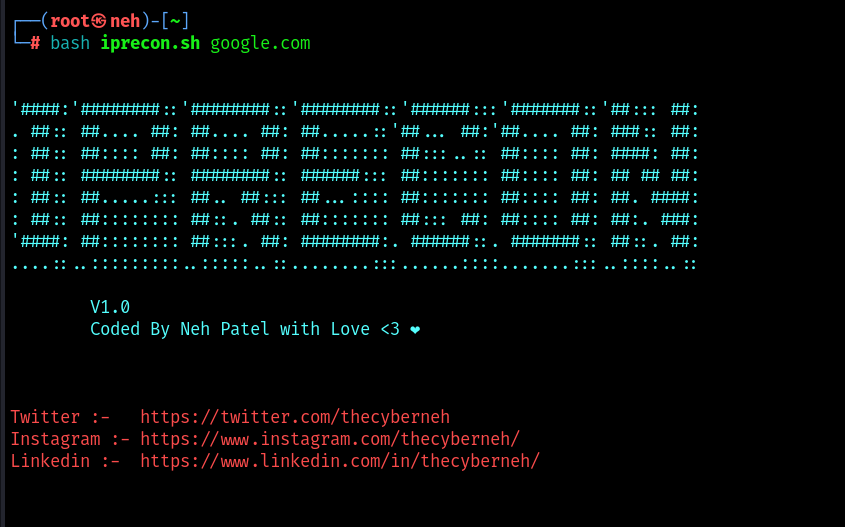 ┌──(root㉿neh)-[~]
└─# bash iprecon.sh google.com
'####:'########::'########::'########::'######:::'#######::'##::: ##:
. ##:: ##.... ##: ##.... ##: ##.....::'##... ##:'##.... ##: ###:: ##:
: ##:: ##:::: ##: ##:::: ##: ##::::::: ##:::..:: ##:::: ##: ####: ##:
: ##:: ########:: ########:: ######::: ##::::::: ##:::: ##: ## ## ##:
: ##:: ##.....::: ##.. ##::: ##...:::: ##::::::: ##:::: ##: ##. ####:
: ##:: ##:::::::: ##::. ##:: ##::::::: ##::: ##: ##:::: ##: ##:. ###:
'####: ##:::::::: ##:::. ##: ########:. ######::. #######:: ##::. ##:
....::..:::::::::..:::::..::........:::......::::.......:::..::::..::
V1.0
Coded By Neh Patel with Love <3 ❤
Twitter :- https://twitter.com/thecyberneh
Instagram :- https://www.instagram.com/thecyberneh/
Linkedin :- https://www.linkedin.com/in/thecyberneh/